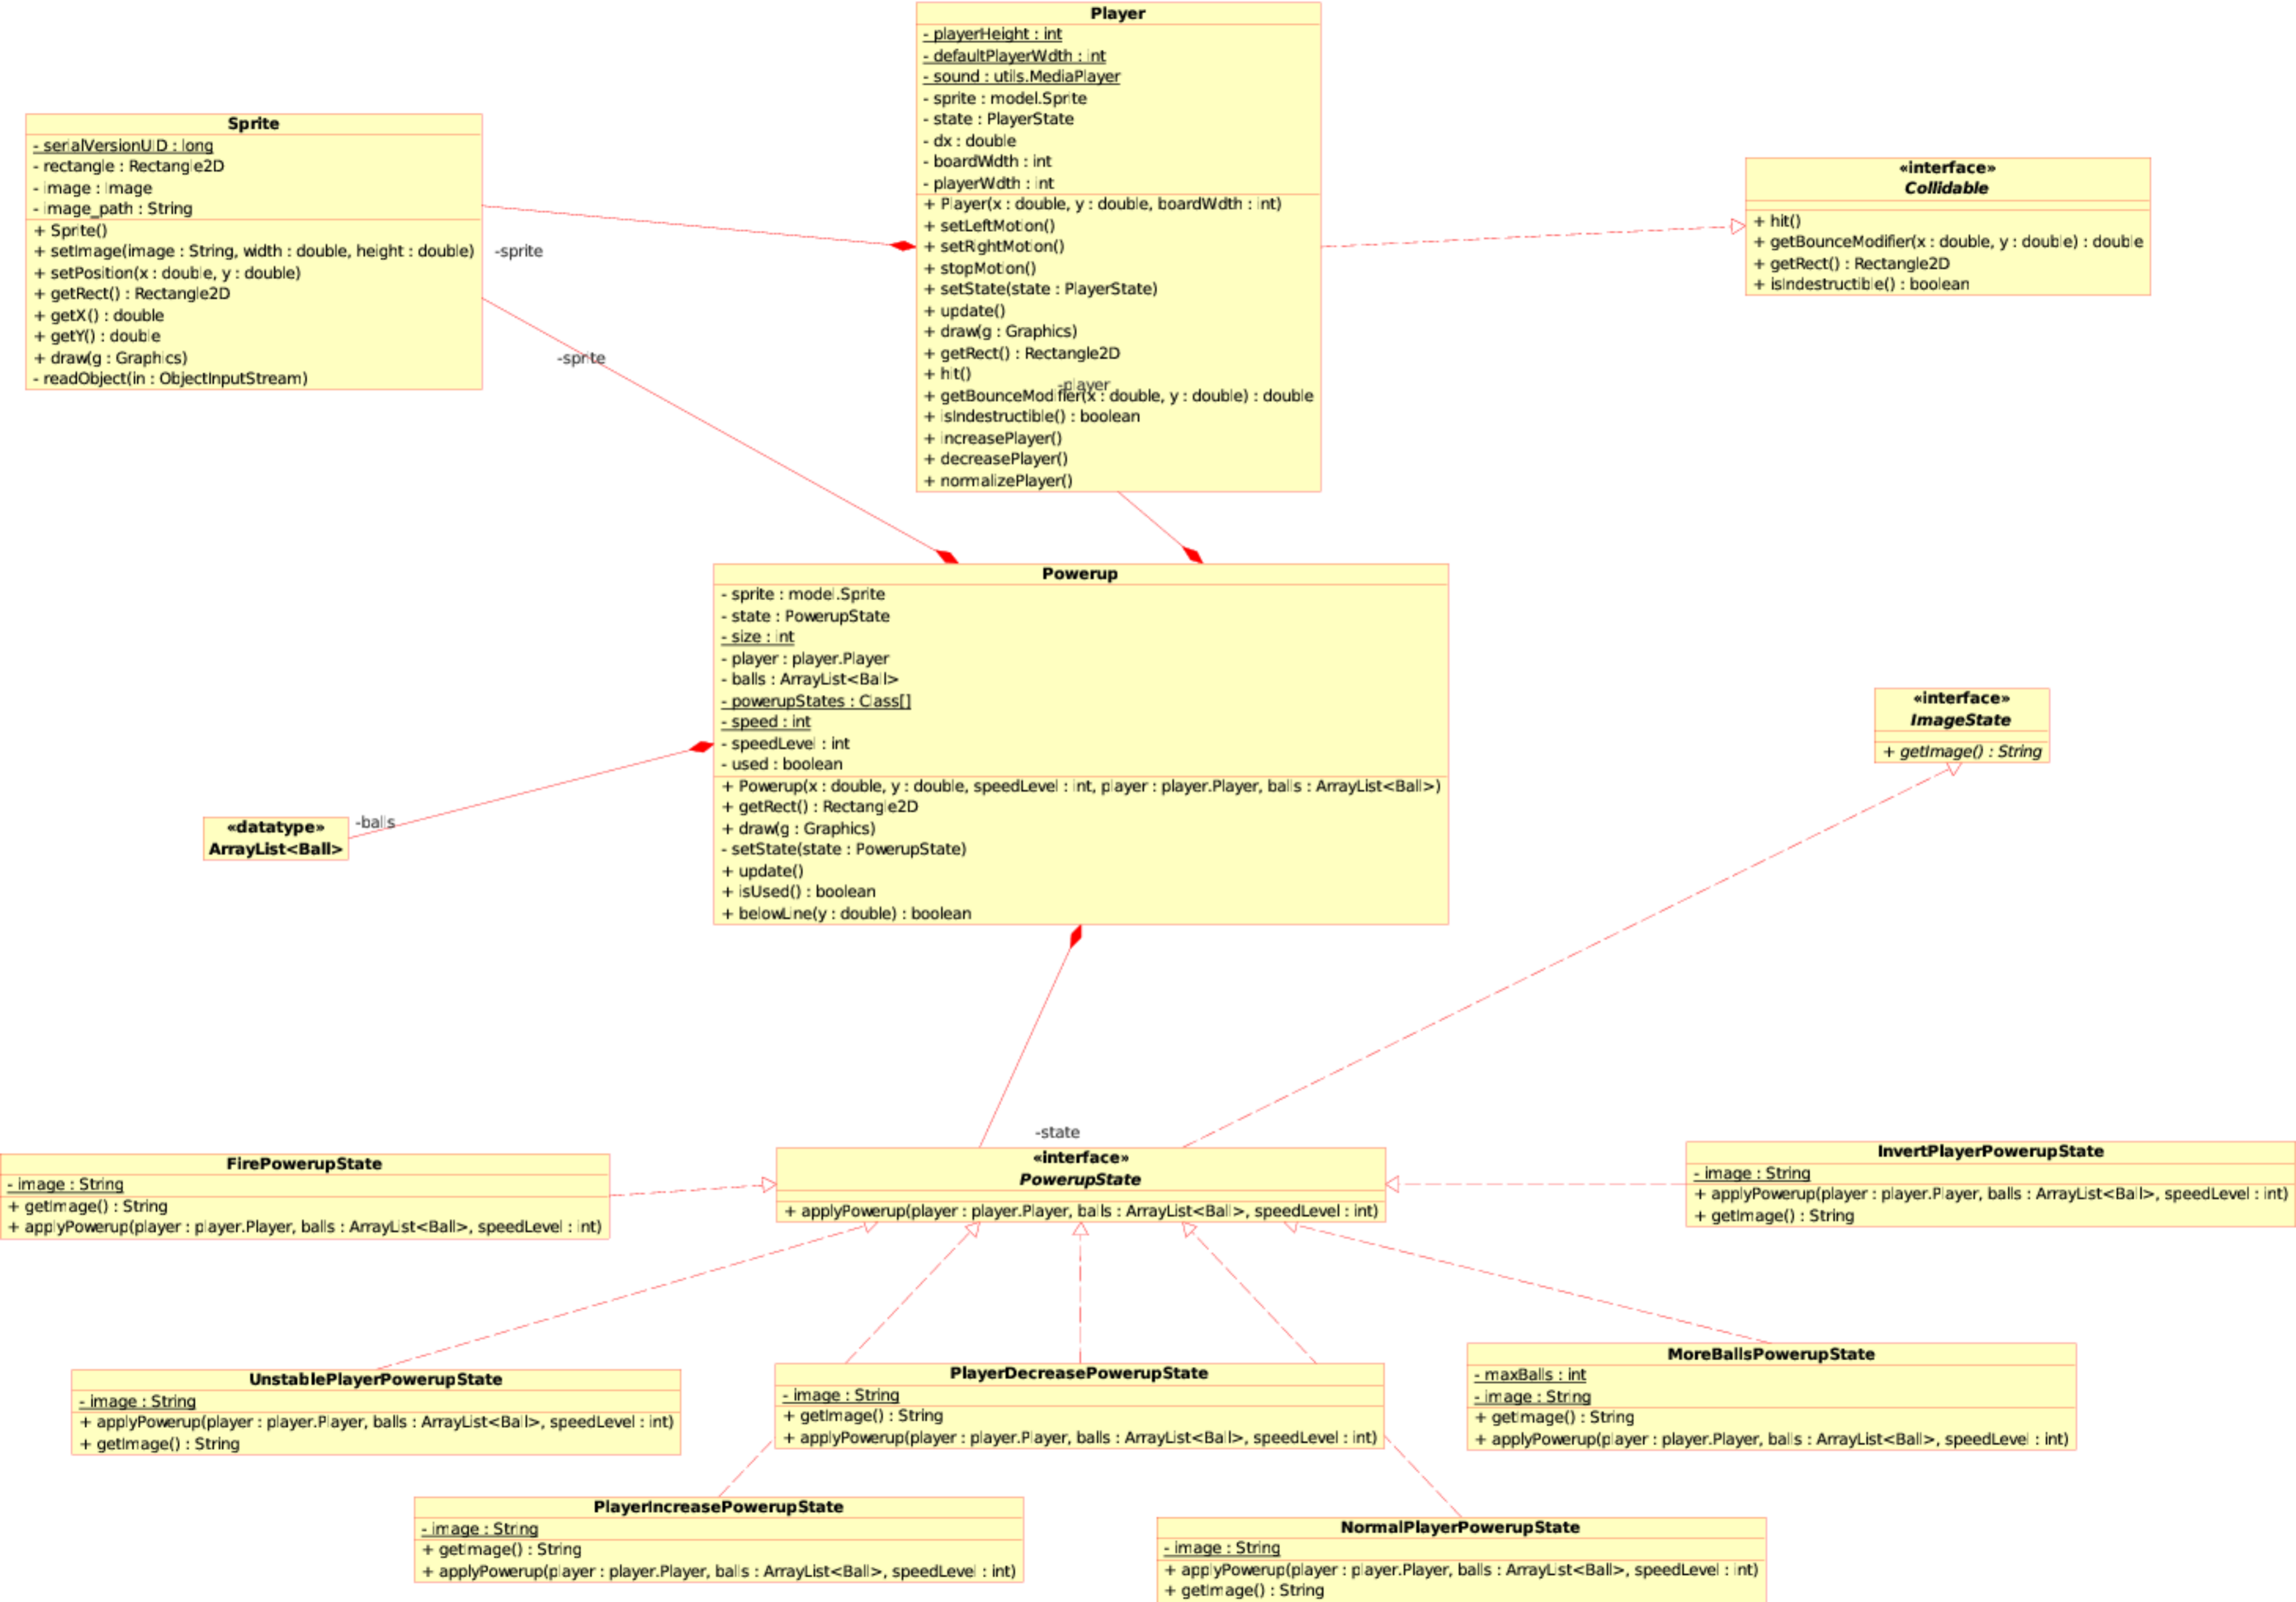 Player
- playerHeight : int
- defaultPlayerWidth : int
- sound : utils.MediaPlayer
- sprite : model.Sprite
- state : PlayerState
- dx : double
- boardWidth : int
- playerWidth : int
+ Player(x : double, y : double, boardWidth : int)
+ setLeftMotion()
+ setRightMotion()
+ stopMotion()
+ setState(state : PlayerState)
+ update()
+ draw(g : Graphics)
+ getRect() : Rectangle2D
+ hit()
-player
+ getBounceModifier(x : double, y : double) : double
+ isIndestructible() : boolean
+ increasePlayer()
+ decreasePlayer()
+ normalizePlayer()
Sprite
- serialVersionUID : long
- rectangle : Rectangle2D
- image : Image
- image_path : String
+ Sprite()
+ setImage(image : String, width : double, height : double)
+ setPosition(x : double, y : double)
+ getRect() : Rectangle2D
+ getX() : double
+ getY() : double
+ draw(g : Graphics)
- readObject(in : ObjectInputStream)
-sprite
-sprite
«interface»
Collidable
+ hit()
+ getBounceModifier(x : double, y : double) : double
+ getRect() : Rectangle2D
+ isIndestructible() : boolean
Powerup
- sprite : model.Sprite
- state : PowerupState
- size : int
- player : player.Player
- balls : ArrayList<Ball>
- powerupStates : Class[]
- speed : int
- speedLevel : int
- used : boolean
+ Powerup(x : double, y : double, speedLevel : int, player : player.Player, balls : ArrayList<Ball>)
+ getRect() : Rectangle2D
+ draw(g : Graphics)
- setState(state : PowerupState)
+ update()
+ isUsed() : boolean
+ belowLine(y : double) : boolean
«interface»
ImageState
+ getImage() : String
«datatype»
ArrayList<Ball>
-balls
-state
FirePowerupState
- image : String
+ getImage() : String
+ applyPowerup(player : player.Player, balls : ArrayList<Ball>, speedLevel : int)
«interface»
PowerupState
+ applyPowerup(player : player.Player, balls : ArrayList<Ball>, speedLevel : int)
InvertPlayerPowerupState
- image : String
+ applyPowerup(player : player.Player, balls : ArrayList<Ball>, speedLevel : int)
+ getImage() : String
UnstablePlayerPowerupState
- image : String
+ applyPowerup(player : player.Player, balls : ArrayList<Ball>, speedLevel : int)
+ getImage() : String
PlayerDecreasePowerupState
- image : String
+ getImage() : String
+ applyPowerup(player : player.Player, balls : ArrayList<Ball>, speedLevel : int)
MoreBallsPowerupState
- maxBalls : int
- image : String
+ getImage() : String
+ applyPowerup(player : player.Player, balls : ArrayList<Ball>, speedLevel : int)
PlayerIncreasePowerupState
- image : String
+ getImage() : String
+ applyPowerup(player : player.Player, balls : ArrayList<Ball>, speedLevel : int)
NormalPlayerPowerupState
- image : String
+ applyPowerup(player : player.Player, balls : ArrayList<Ball>, speedLevel : int)
+ getImage() : String